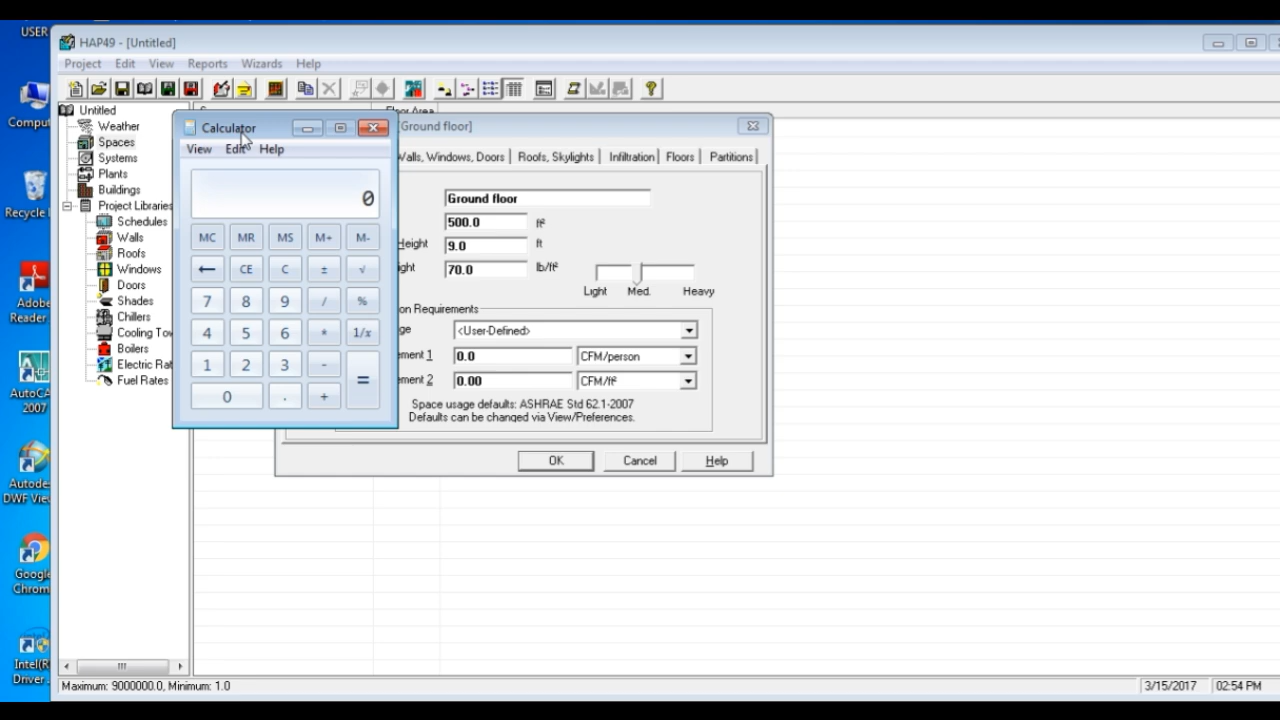 USER
HAP49 - [Untitled]
Project Edit View Reports Wizards Help
Untitled
Weather
Spaces
Systems
Plants
Buildings
Project Libraries
Schedules
Walls
Roofs
Windows
Doors
Shades
Chillers
Cooling Tow
Boilers
Electric Rat
Fuel Rates
Floor Area
Calculator
View Edit Help
0
MC MR MS M+ M-
← CE C ± √
7 8 9 / %
4 5 6 * 1/x
1 2 3 - =
0 . +
[Ground floor]
Walls, Windows, Doors Roofs, Skylights Infiltration Floors Partitions
Ground floor
500.0 ft²
Height 9.0 ft
ght 70.0 lb/ft²
Light Med. Heavy
on Requirements
ge <User-Defined>
ement 1 0.0 CFM/person
ement 2 0.00 CFM/ft²
Space usage defaults: ASHRAE Std 62.1-2007
Defaults can be changed via View/Preferences.
OK Cancel Help
Comput
Recycle
Adobe
Reader
AutoCA
2007
Autodes
DWF Vie
Google
Chrom
Intel(R
Driver
Maximum: 9000000.0, Minimum: 1.0
3/15/2017 02:54 PM